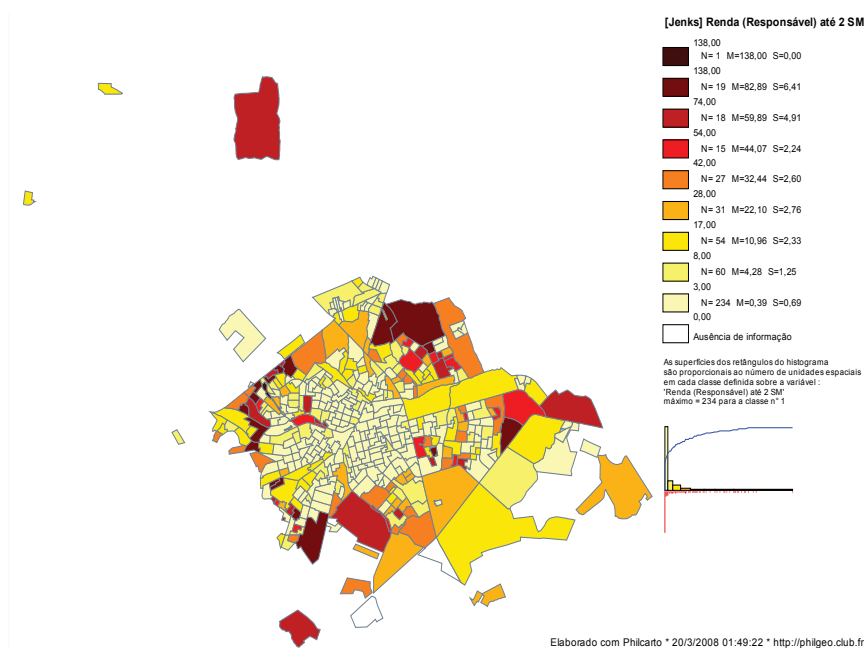 [Jenks] Renda (Responsável) até 2 SM
138,00
N= 1 M=138,00 S=0,00
138,00
N= 19 M=82,89 S=6,41
74,00
N= 18 M=59,89 S=4,91
54,00
N= 15 M=44,07 S=2,24
42,00
N= 27 M=32,44 S=2,60
28,00
N= 31 M=22,10 S=2,76
17,00
N= 54 M=10,96 S=2,33
8,00
N= 60 M=4,28 S=1,25
3,00
N= 234 M=0,39 S=0,69
0,00
Ausência de informação
As superfícies dos retângulos do histograma
são proporcionais ao número de unidades espaciais
em cada classe definida sobre a variável :
'Renda (Responsável) até 2 SM'
máximo = 234 para a classe n° 1
Elaborado com Philcarto * 20/3/2008 01:49:22 * http://philgeo.club.fr